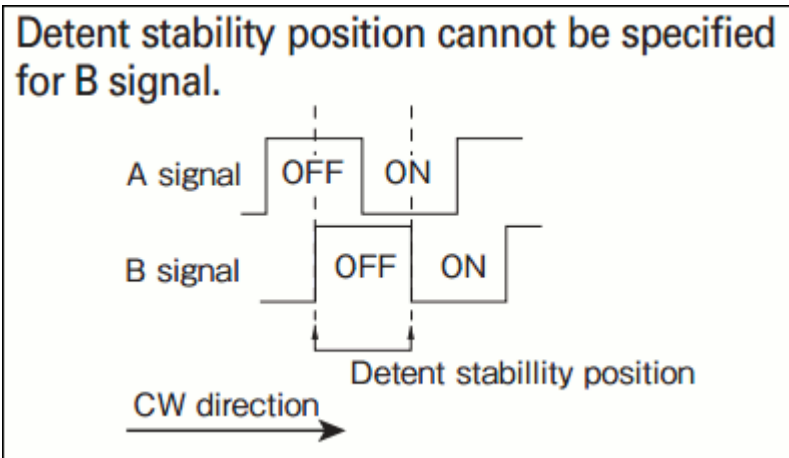 Detent stability position cannot be specified
for B signal.
A signal
OFF
ON
B signal
OFF
ON
Detent stabillity position
CW direction